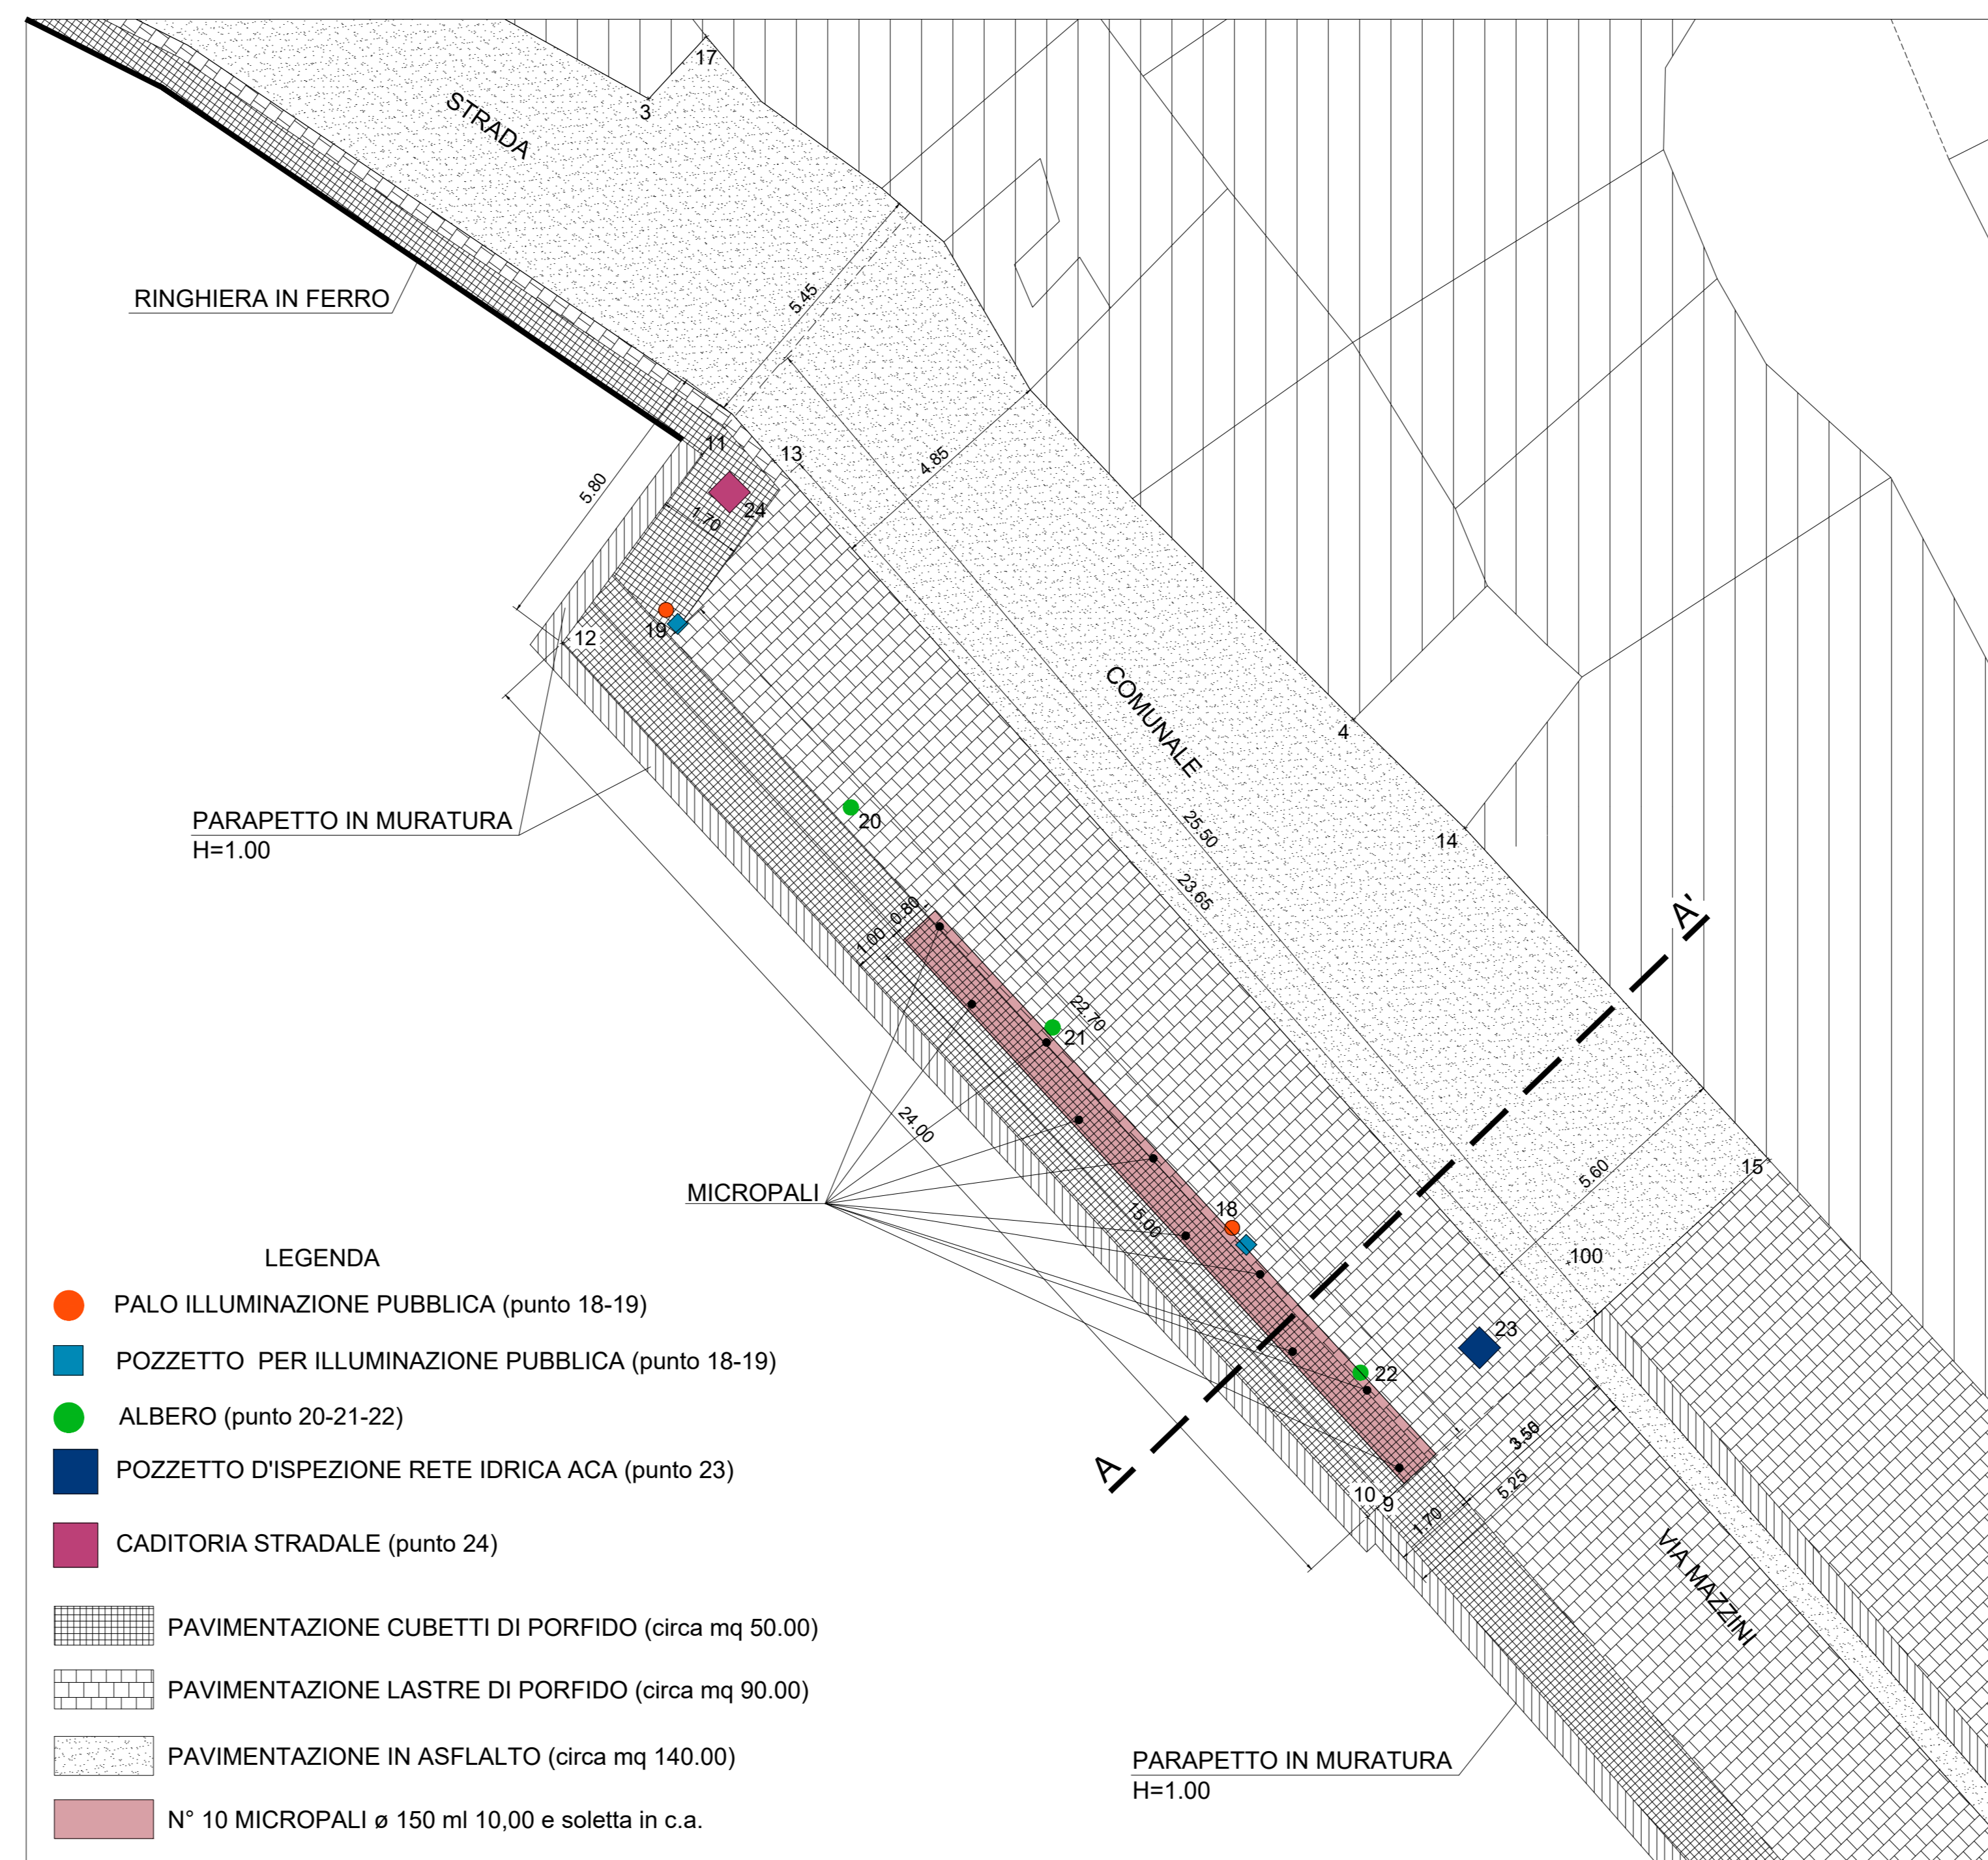 17
3
STRADA
RINGHIERA IN FERRO
5.45
11
13
4.85
5.80
24
1.70
19
12
COMUNALE
4
PARAPETTO IN MURATURA
H=1.00
20
25.50
14
23.65
A'
0.80
1.00
22.70
21
24.00
MICROPALI
15.00
18
5.60
15
100
23
22
A
3.50
5.25
10
9
1.70
VIA MAZZINI
LEGENDA
PALO ILLUMINAZIONE PUBBLICA (punto 18-19)
POZZETTO PER ILLUMINAZIONE PUBBLICA (punto 18-19)
ALBERO (punto 20-21-22)
POZZETTO D'ISPEZIONE RETE IDRICA ACA (punto 23)
CADITORIA STRADALE (punto 24)
PAVIMENTAZIONE CUBETTI DI PORFIDO (circa mq 50.00)
PAVIMENTAZIONE LASTRE DI PORFIDO (circa mq 90.00)
PAVIMENTAZIONE IN ASFLALTO (circa mq 140.00)
N° 10 MICROPALI ø 150 ml 10,00 e soletta in c.a.
PARAPETTO IN MURATURA
H=1.00